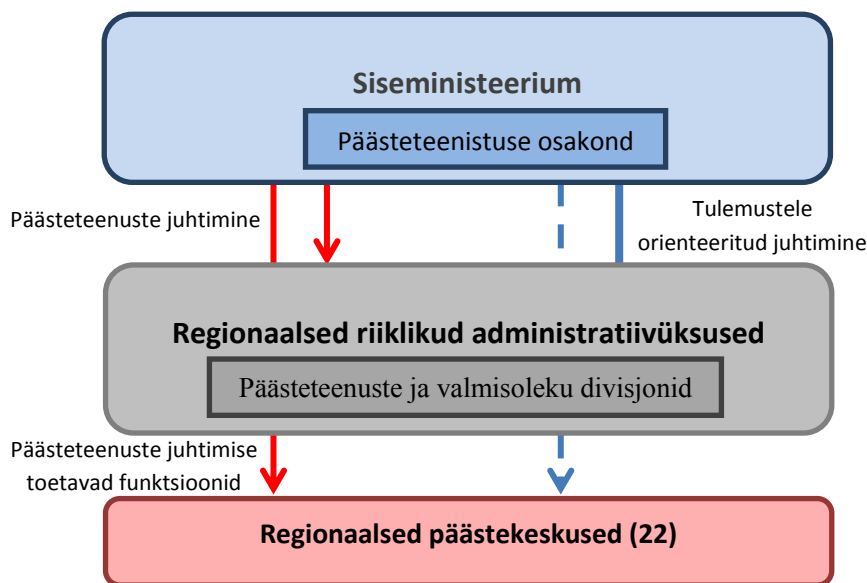 Siseministeerium
Päästeteenistuse osakond
Päästeteenuste juhtimine
Tulemustele
orienteeritud juhtimine
Regionaalsed riiklikud administratiivüksused
Päästeteenuste ja valmisoleku divisjonid
Päästeteenuste juhtimise
toetavad funktsioonid
Regionaalsed päästekeskused (22)